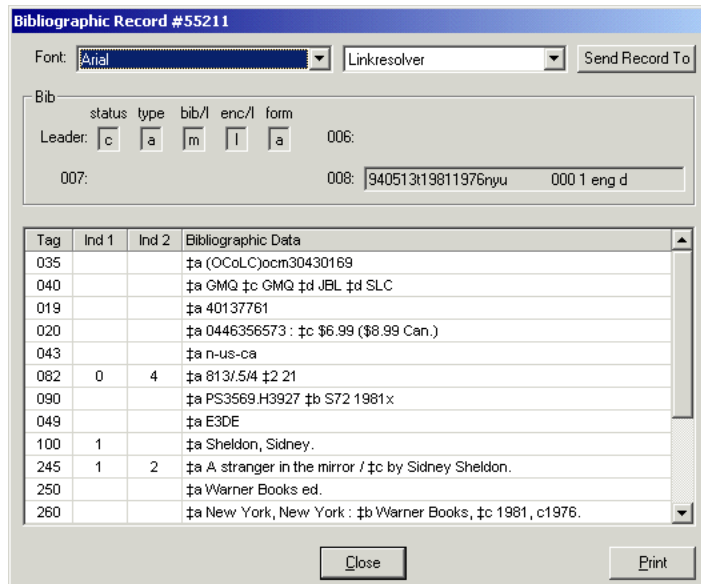 Bibliographic Record #55211
Font: Arial Linkresolver Send Record To
Bib
status type bib/l enc/l form
Leader: c a m I a 006:
007: 008: 940513t19811976nyu 000 1 eng d
Tag Ind 1 Ind 2 Bibliographic Data
035 ‡a (OCoLC)ocm30430169
040 ‡a GMQ ‡c GMQ ‡d JBL ‡d SLC
019 ‡a 40137761
020 ‡a 0446356573 : ‡c $6.99 ($8.99 Can.)
043 ‡a n-us-ca
082 0 4 ‡a 813/.5/4 ‡2 21
090 ‡a PS3569.H3927 ‡b S72 1981x
049 ‡a E3DE
100 1 ‡a Sheldon, Sidney.
245 1 2 ‡a A stranger in the mirror / ‡c by Sidney Sheldon.
250 ‡a Warner Books ed.
260 ‡a New York, New York : ‡b Warner Books, ‡c 1981, c1976.
Close Print